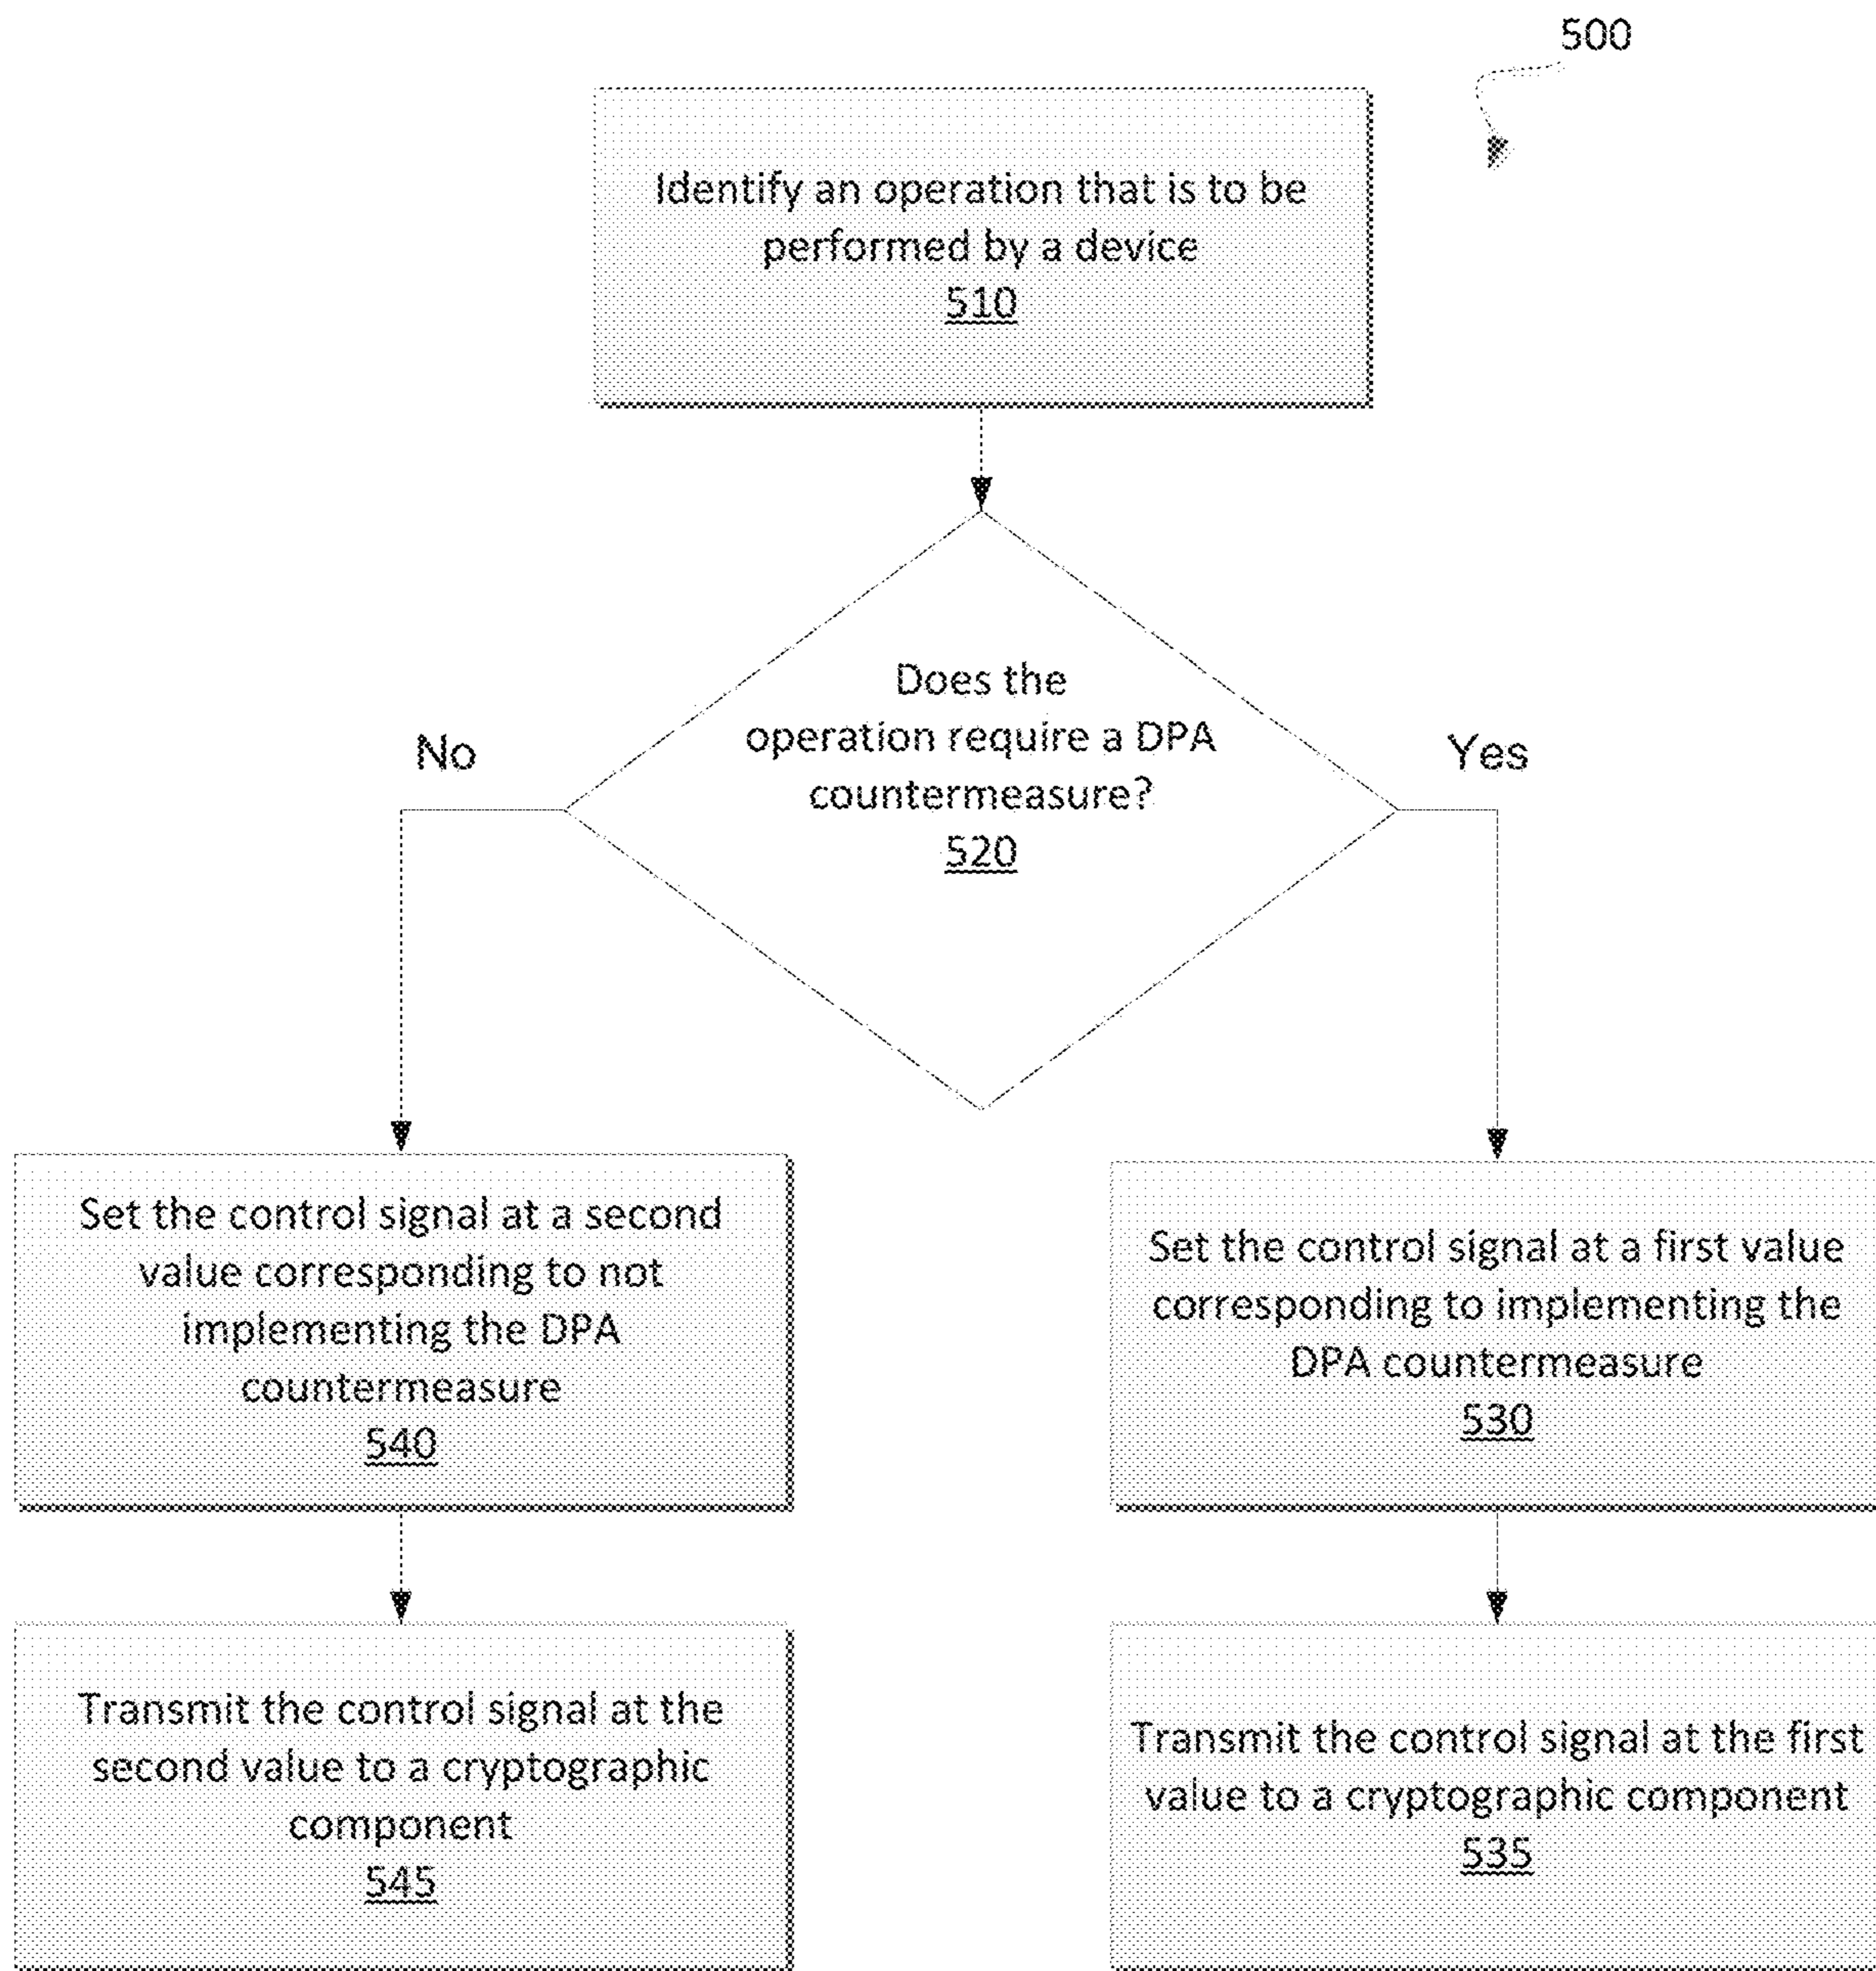 500
Identify an operation that is to be
performed by a device
510
Does the
operation require a DPA
countermeasure?
520
No
Yes
Set the control signal at a second
value corresponding to not
implementing the DPA
countermeasure
540
Set the control signal at a first value
corresponding to implementing the
DPA countermeasure
530
Transmit the control signal at the
second value to a cryptographic
component
545
Transmit the control signal at the first
value to a cryptographic component
535